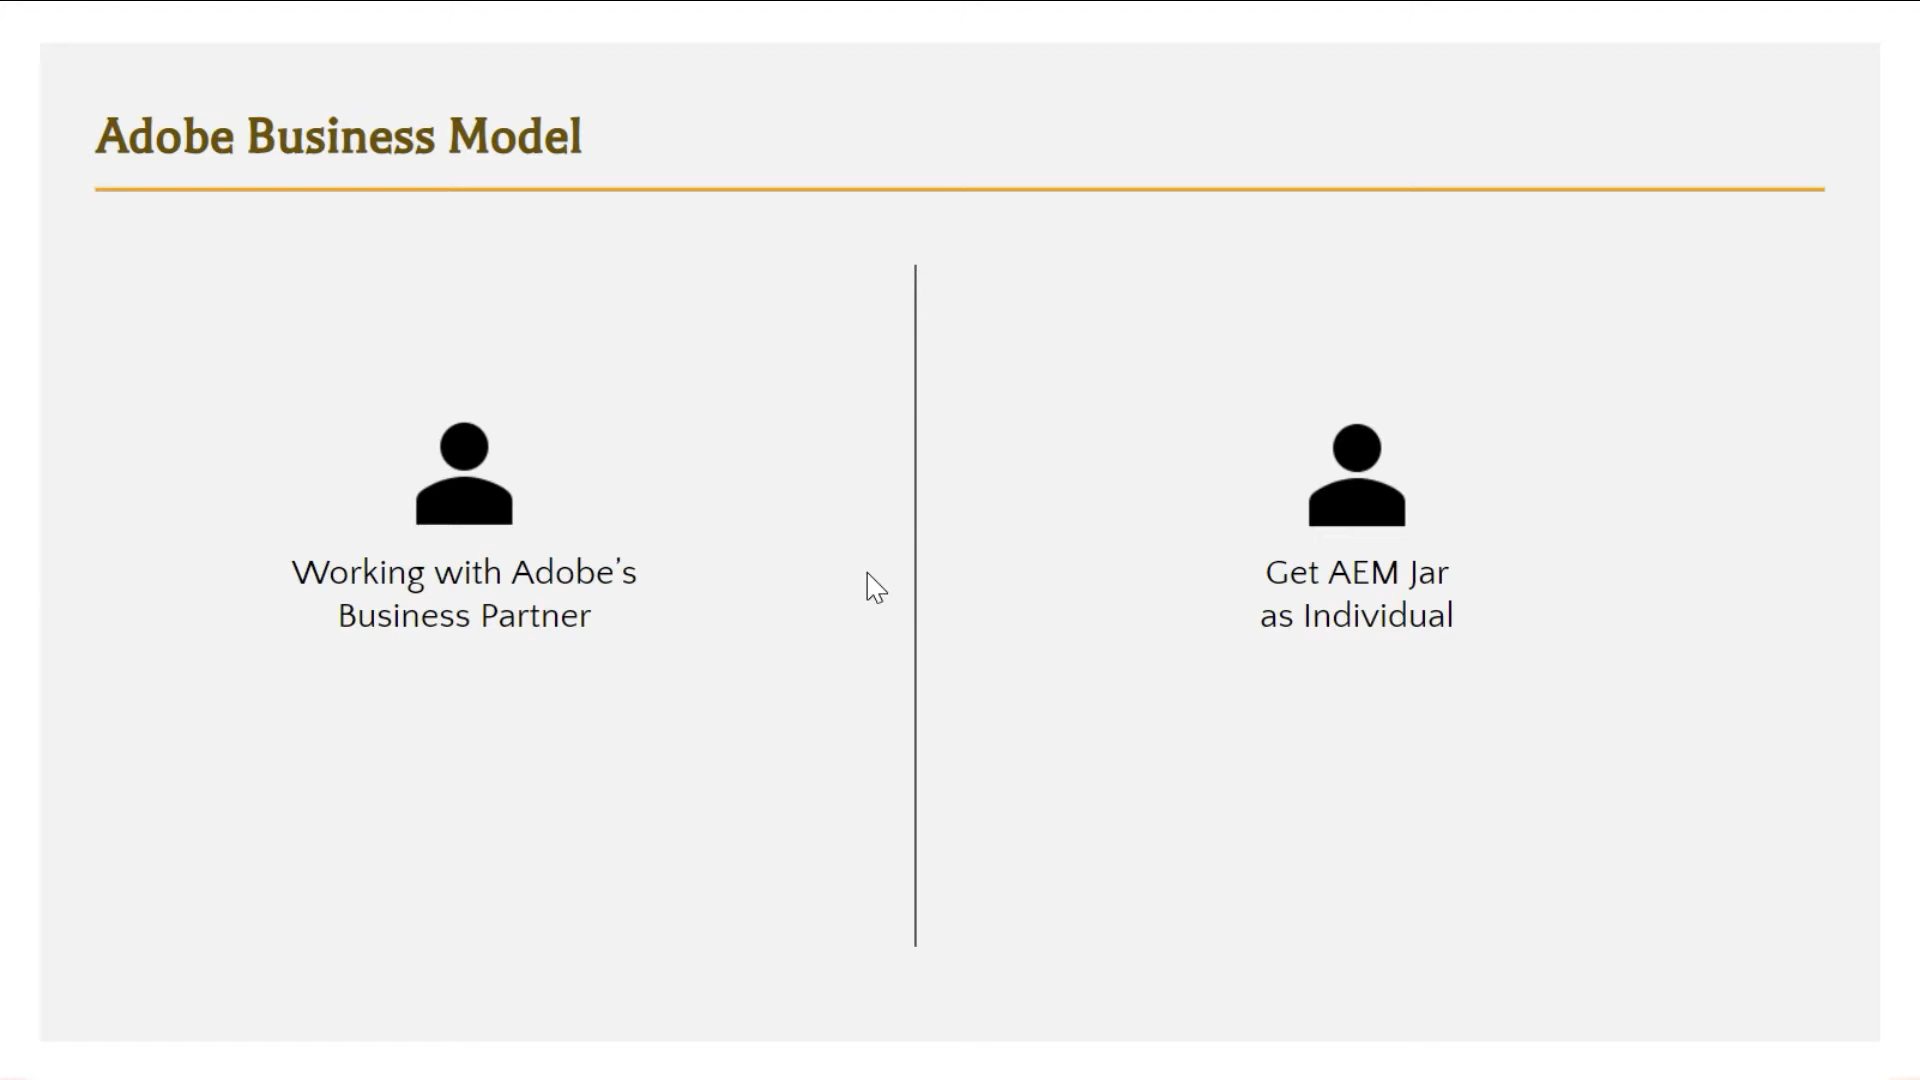 Adobe Business Model
Working with Adobe’s
Business Partner
Get AEM Jar
as Individual